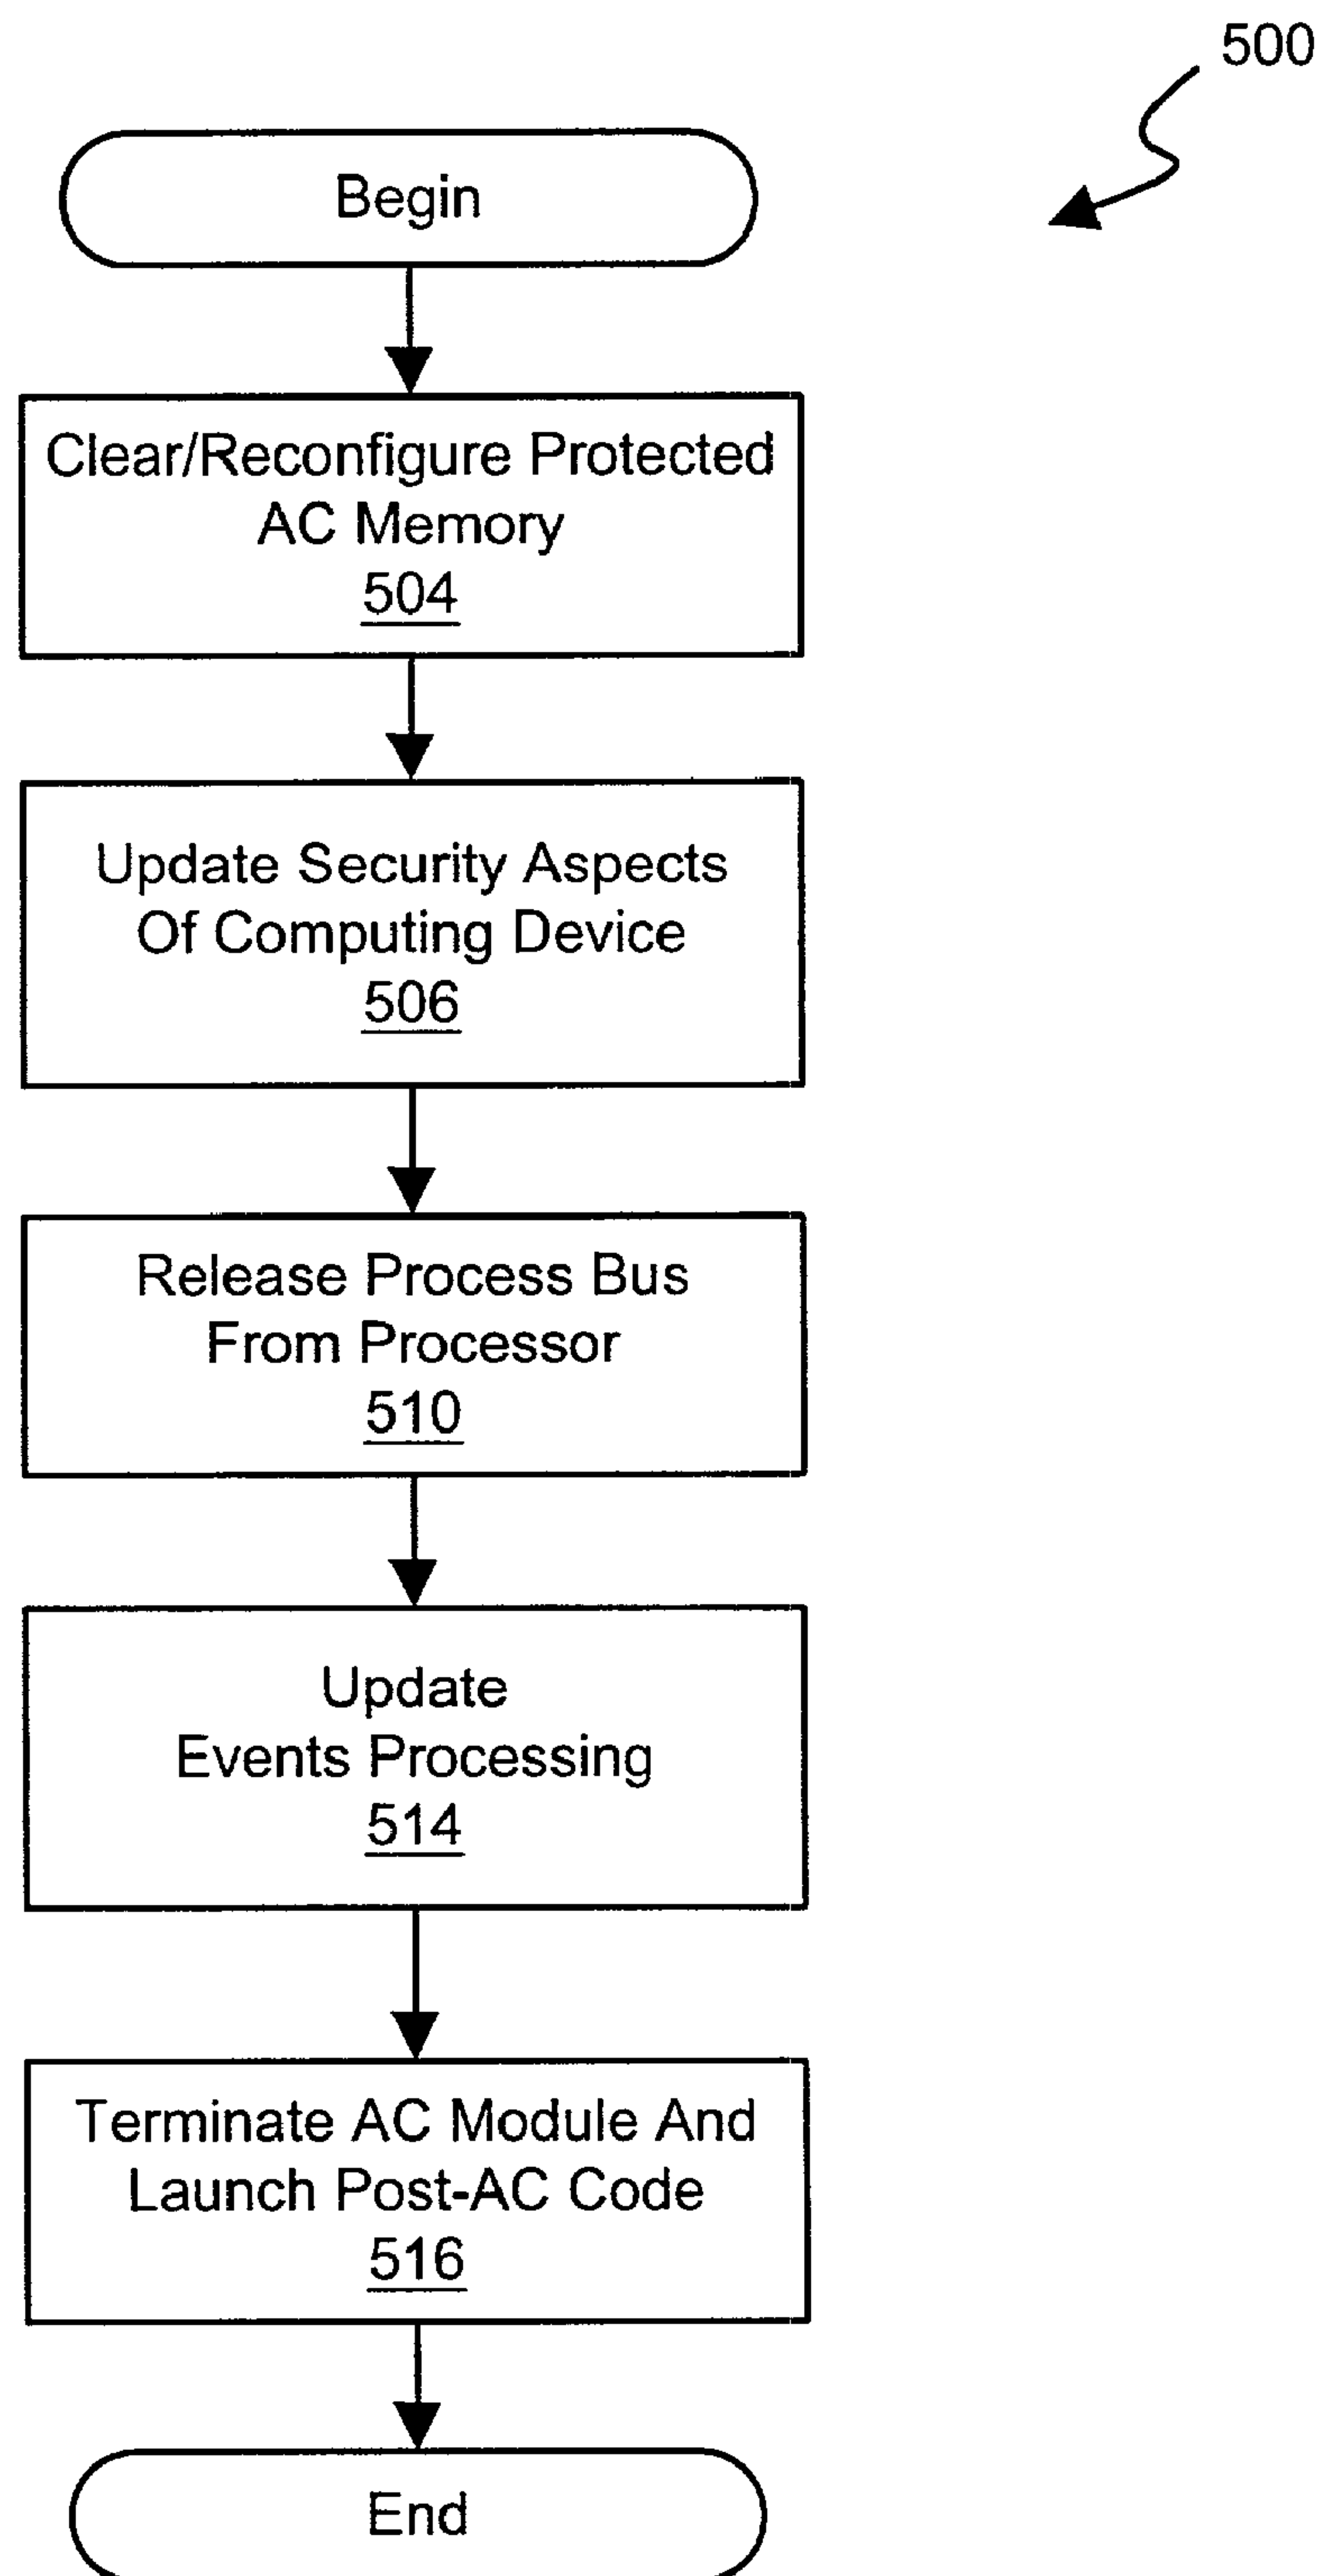 500
Begin
Clear/Reconfigure Protected
AC Memory
504
Update Security Aspects
Of Computing Device
506
Release Process Bus
From Processor
510
Update
Events Processing
514
Terminate AC Module And
Launch Post-AC Code
516
End